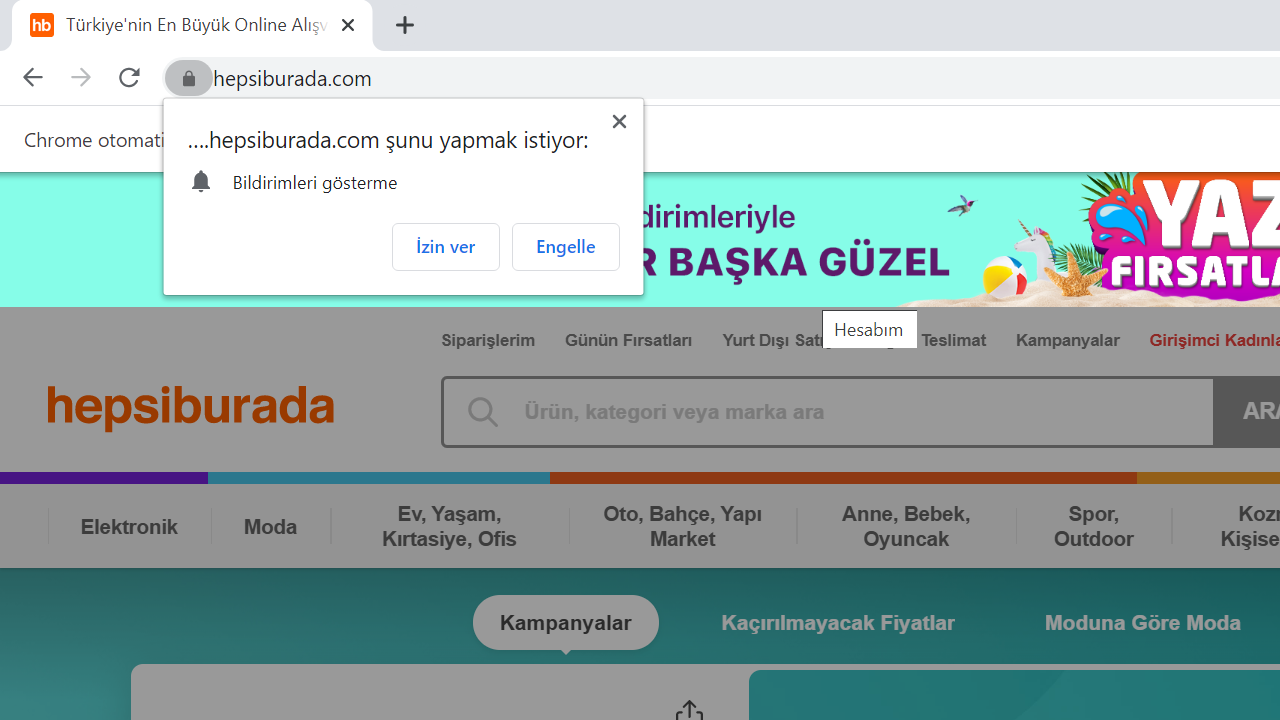 hb Türkiye'nin En Büyük Online Alışv
hepsiburada.com
Chrome otomati
....hepsiburada.com şunu yapmak istiyor:
Bildirimleri gösterme
İzin ver Engelle
dirimleriyle
R BAŞKA GÜZEL
YAZ
FIRSATLA
Hesabım
Siparişlerim Günün Fırsatları Yurt Dışı Teslimat Kampanyalar Girişimci Kadınla
hepsiburada
Ürün, kategori veya marka ara
ARA
Elektronik
Moda
Ev, Yaşam,
Kırtasiye, Ofis
Oto, Bahçe, Yapı
Market
Anne, Bebek,
Oyuncak
Spor,
Outdoor
Kozm
Kişise
Kampanyalar Kaçırılmayacak Fiyatlar Moduna Göre Moda